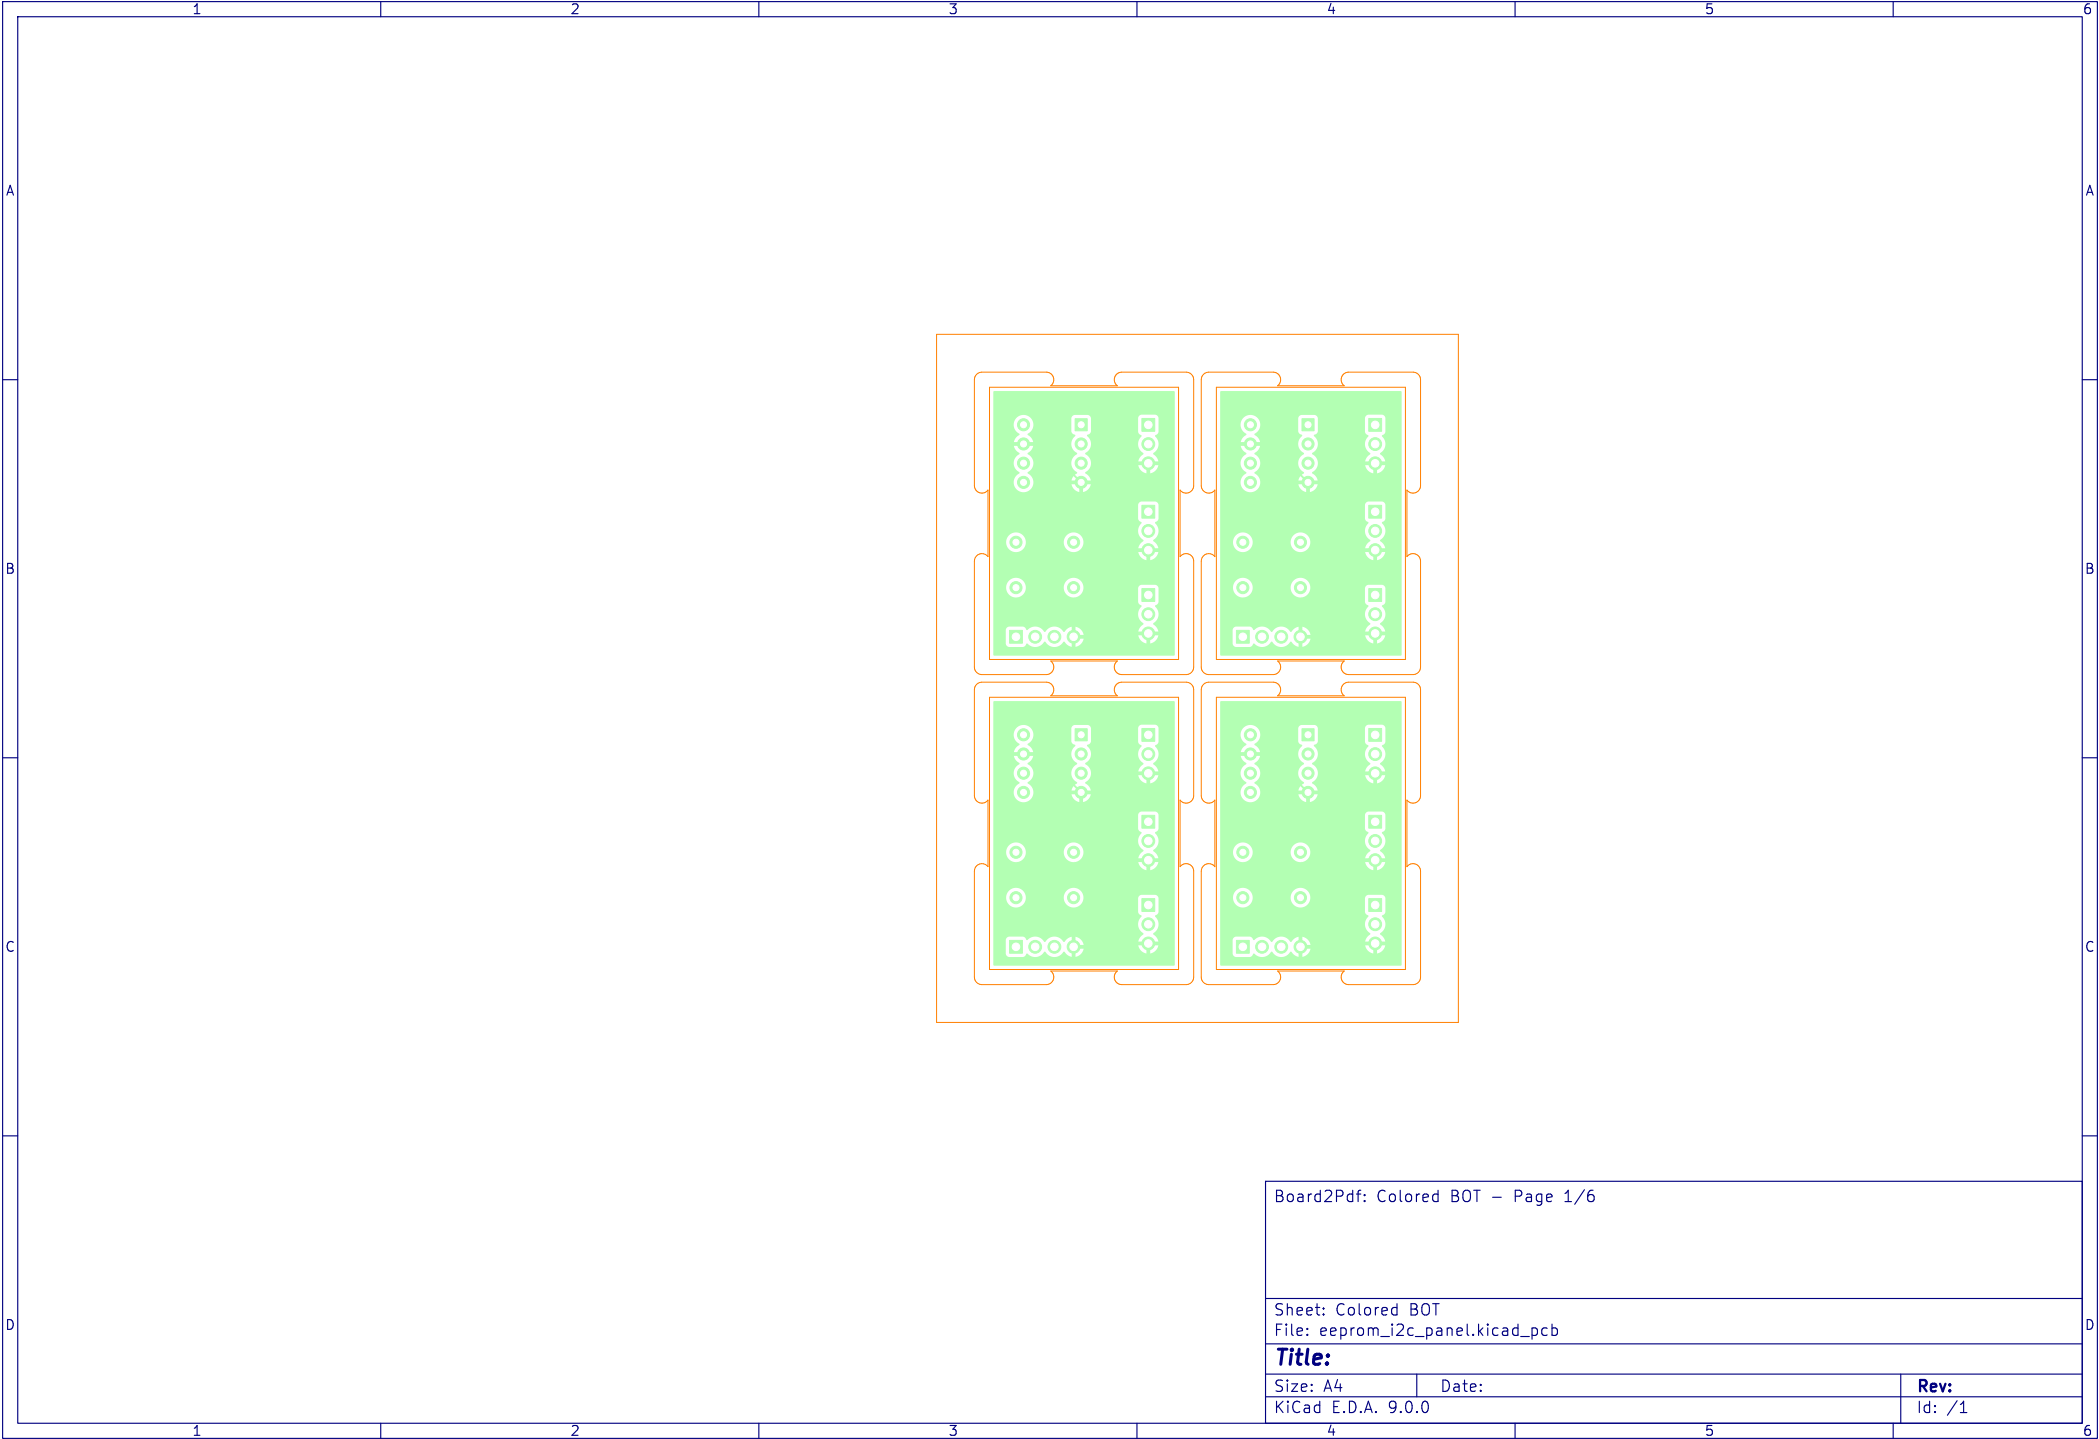 1 2 3 4 5 6
A A
B B
C C
Board2Pdf: Colored BOT – Page 1/6
Sheet: Colored BOT
File: eeprom_i2c_panel.kicad_pcb
D D
Title:
Size: A4 Date: Rev:
KiCad E.D.A. 9.0.0 Id: /1
1 2 3 4 5 6